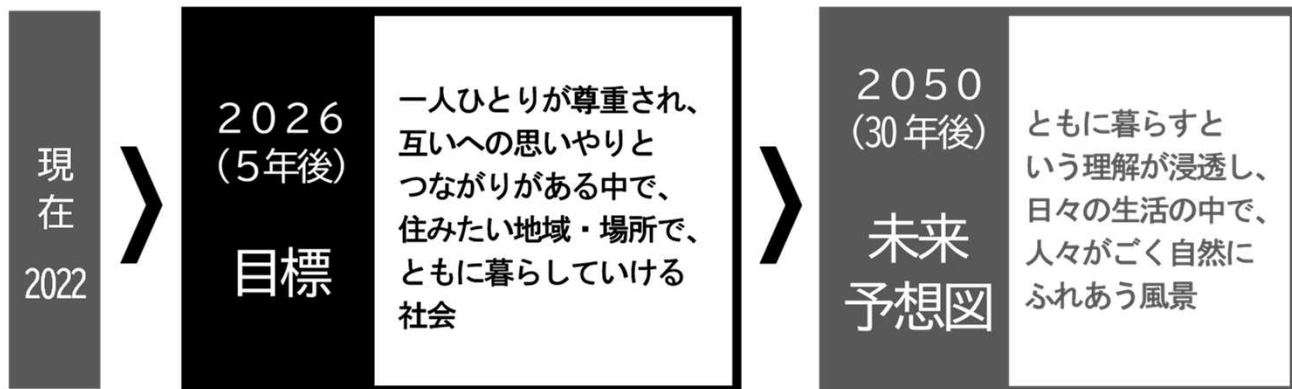 現
在
2022
2026
(5年後)
目標
一人ひとりが尊重され、
互いへの思いやりと
つながりがある中で、
住みたい地域・場所で、
ともに暮らしていける
社会
2050
(30年後)
未来
予想図
ともに暮らすと
いう理解が浸透し、
日々の生活の中で、
人々がごく自然に
ふれあう風景